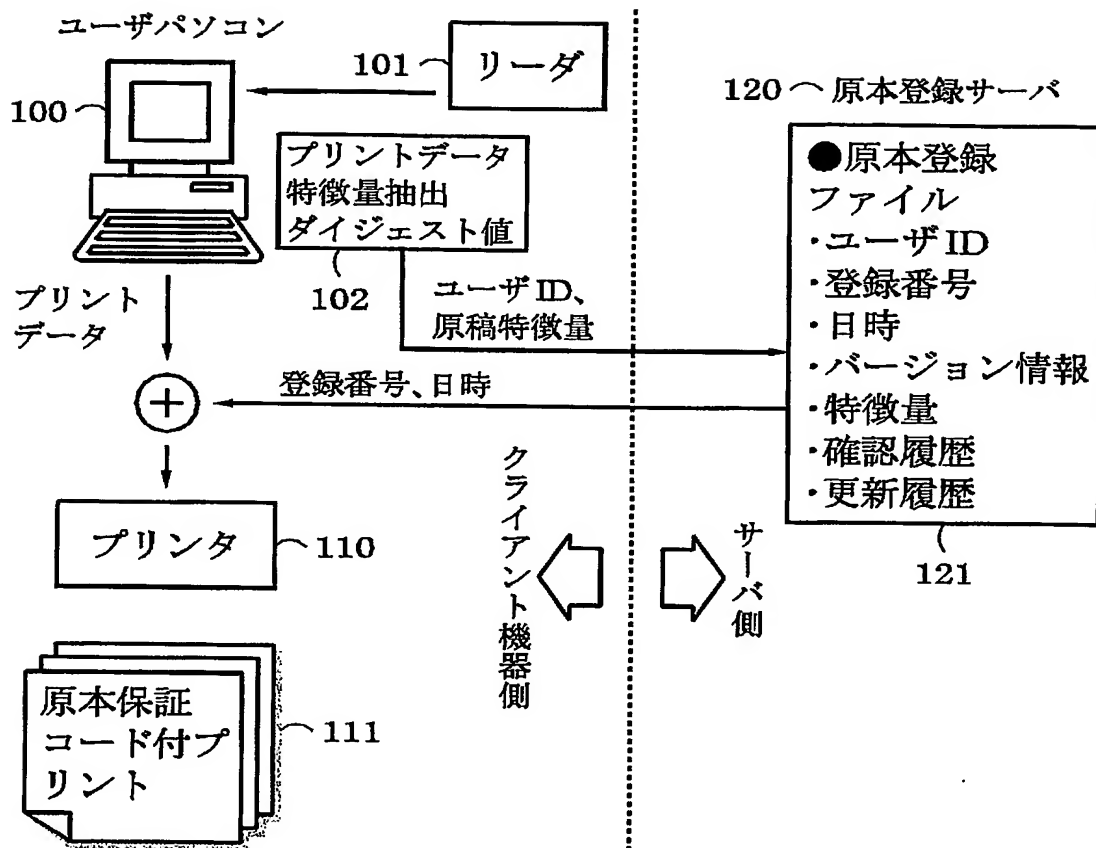 ユーザパソコン
100
101
リーダ
プリントデータ
特徴量抽出
ダイジェスト値
102
プリント
データ
ユーザID、
原稿特徴量
登録番号、日時
＋
プリンタ
110
原本保証
コード付プ
リント
111
クライアント機器側
サーバ側
120
原本登録サーバ
●原本登録
ファイル
・ユーザID
・登録番号
・日時
・バージョン情報
・特徴量
・確認履歴
・更新履歴
121